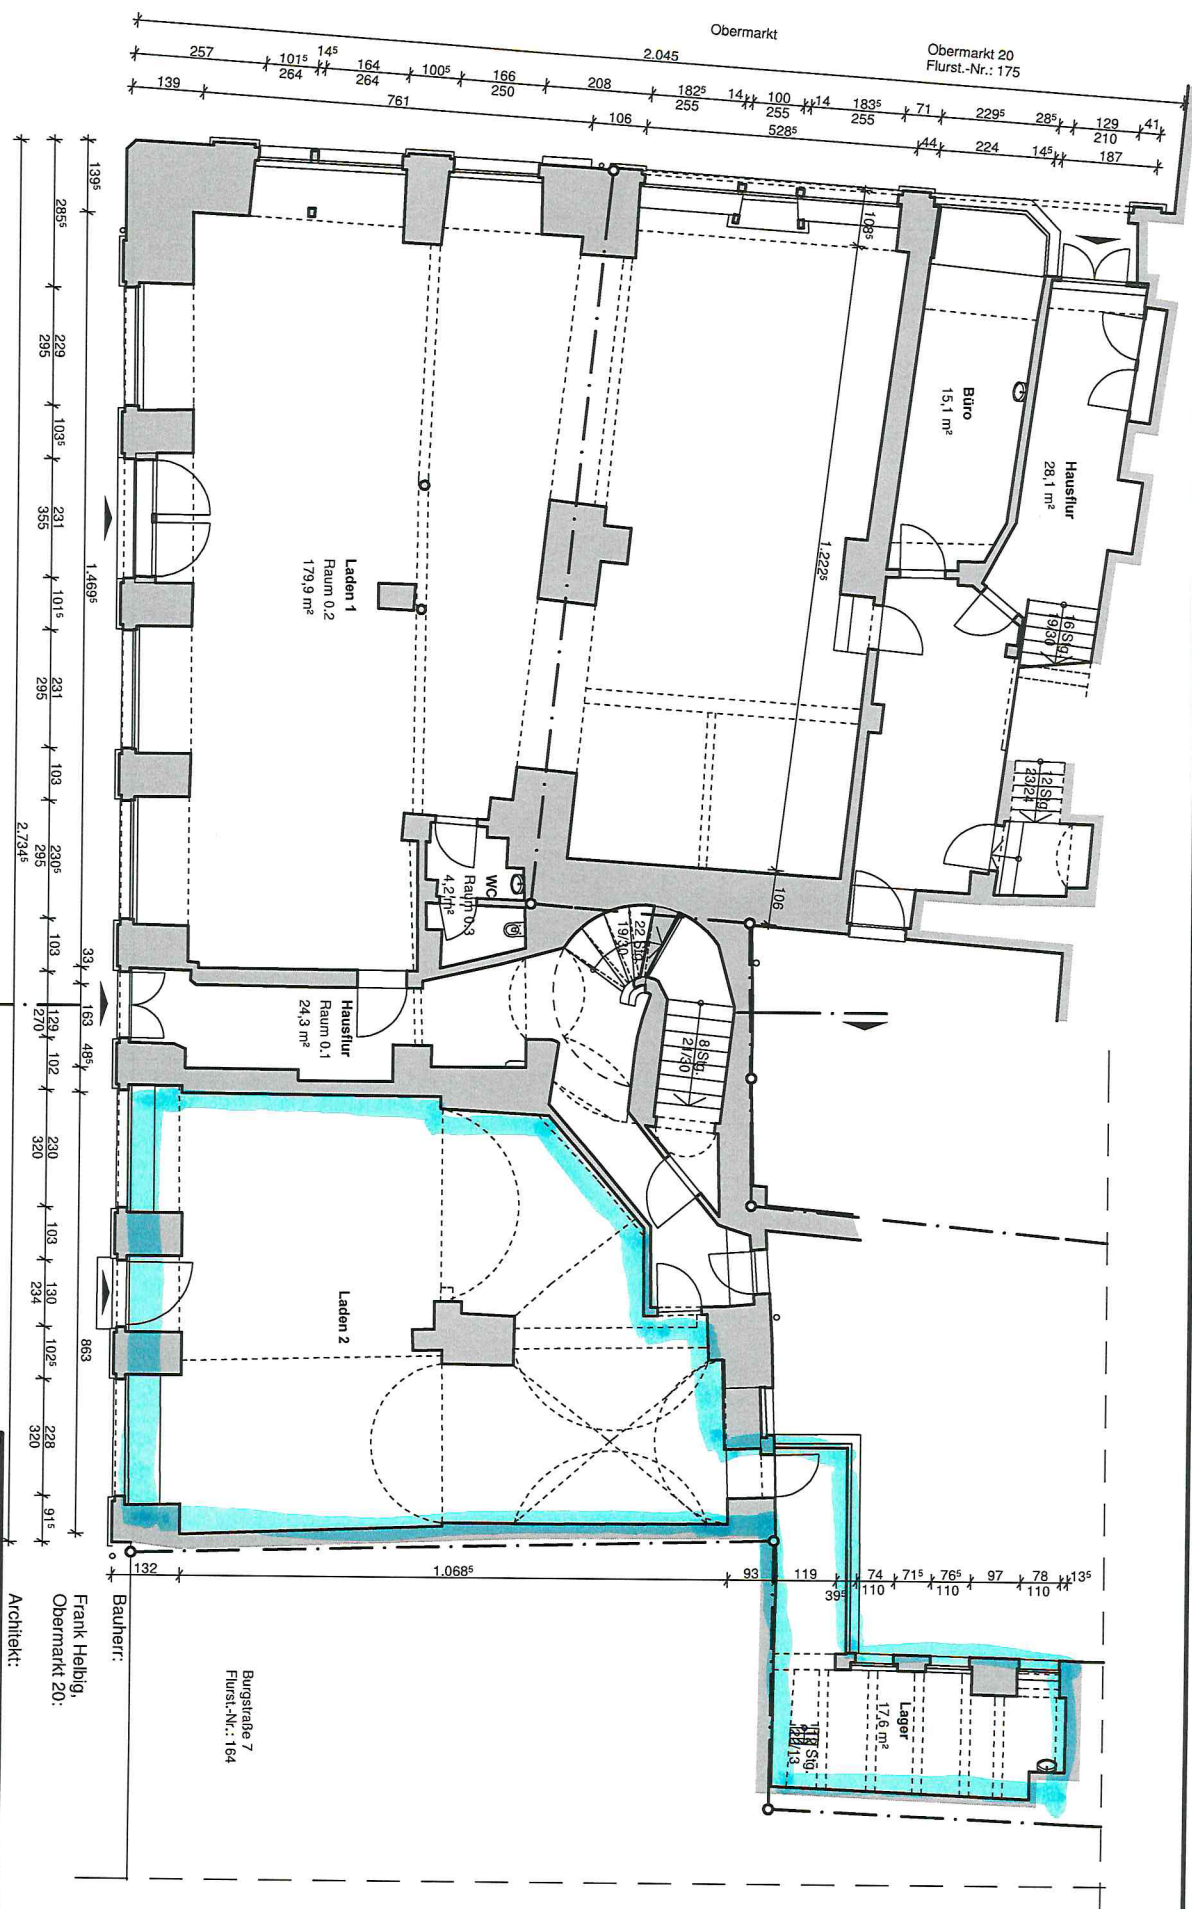 Obermarkt
Obermarkt 20
Flurst.-Nr.: 175
2.045
257
101⁵
264
14⁵
164
264
100⁵
166
250
208
182⁵
255
14
100
255
14
183⁵
255
71
229⁵
28⁵
129
210
41
139
761
106
528⁵
44
224
14⁵
187
139⁵
1.469⁵
33
163
48⁵
863
285⁵
229
295
103⁵
231
355
101⁵
231
295
103
230⁵
295
103
129
270
102
230
320
103
130
234
102⁵
228
320
91⁵
2.734⁵
108⁵
1.222⁵
106
Büro
15,1 m²
Hausflur
28,1 m²
16 Stg.
19/30
12 Stg.
23/24
Laden 1
Raum 0.2
179,9 m²
WC
Raum 0.3
4,2 m²
22 Stg.
19/30
8 Stg.
21/30
Hausflur
Raum 0.1
24,3 m²
Laden 2
132
1.068⁵
93
119
39⁵
74
110
71⁵
76⁵
110
97
78
110
13⁵
Lager
17,6 m²
Stg.
Burgstraße 7
Flurst.-Nr.: 164
Bauherr:
Frank Helbig,
Obermarkt 20:
Architekt: